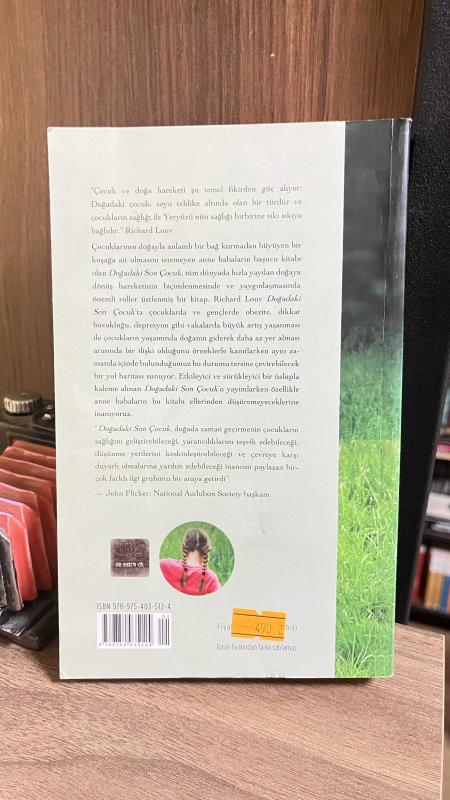 "Çocuk ve doğa hareketi şu temel fikirden güç alıyor:
Doğadaki çocuk, soyu tehlike altında olan bir türdür ve
çocukların sağlığı ile Yeryüzü'nün sağlığı birbirine sıkı sıkıya
bağlıdır." Richard Louv
Çocuklarının doğayla anlamlı bir bağ kurmadan büyüyen bir
kuşağa ait olmasını istemeyen anne babaların başucu kitabı
olan Doğadaki Son Çocuk, tüm dünyada hızla yayılan doğaya
dönüş hareketinin biçimlenmesinde ve yaygınlaşmasında
önemli roller üstlenmiş bir kitap. Richard Louv Doğadaki
Son Çocuk'ta çocuklarda ve gençlerde obezite, dikkat
bozukluğu, depresyon gibi vakalarda büyük artış yaşanması
ile çocukların yaşamında doğanın giderek daha az yer alması
arasında bir ilişki olduğunu örneklerle kanıtlarken aynı za-
manda içinde bulunduğumuz bu durumu tersine çevirebilecek
bir yol haritası sunuyor. Etkileyici ve sürükleyici bir üslupla
kaleme alınan Doğadaki Son Çocuk'u yayımlarken özellikle
anne babaların bu kitabı ellerinden düşüremeyeceklerine
inanıyoruz.
"Doğadaki Son Çocuk, doğada zaman geçirmenin çocukların
sağlığını geliştirebileceği, yaratıcılıklarını teşvik edebileceği,
düşünme yetilerini keskinleştirebileceği ve çevreye karşı
duyarlı olmalarına yardım edebileceği inancını paylaşan bir-
çok farklı ilgi grubunu bir araya getirdi"
— John Flicker, National Audubon Society başkanı
ISBN 978-975-403-512-4
9 789754 035124
Fiyat
490
hil)
Basılı fiyatından farklı satılamaz.